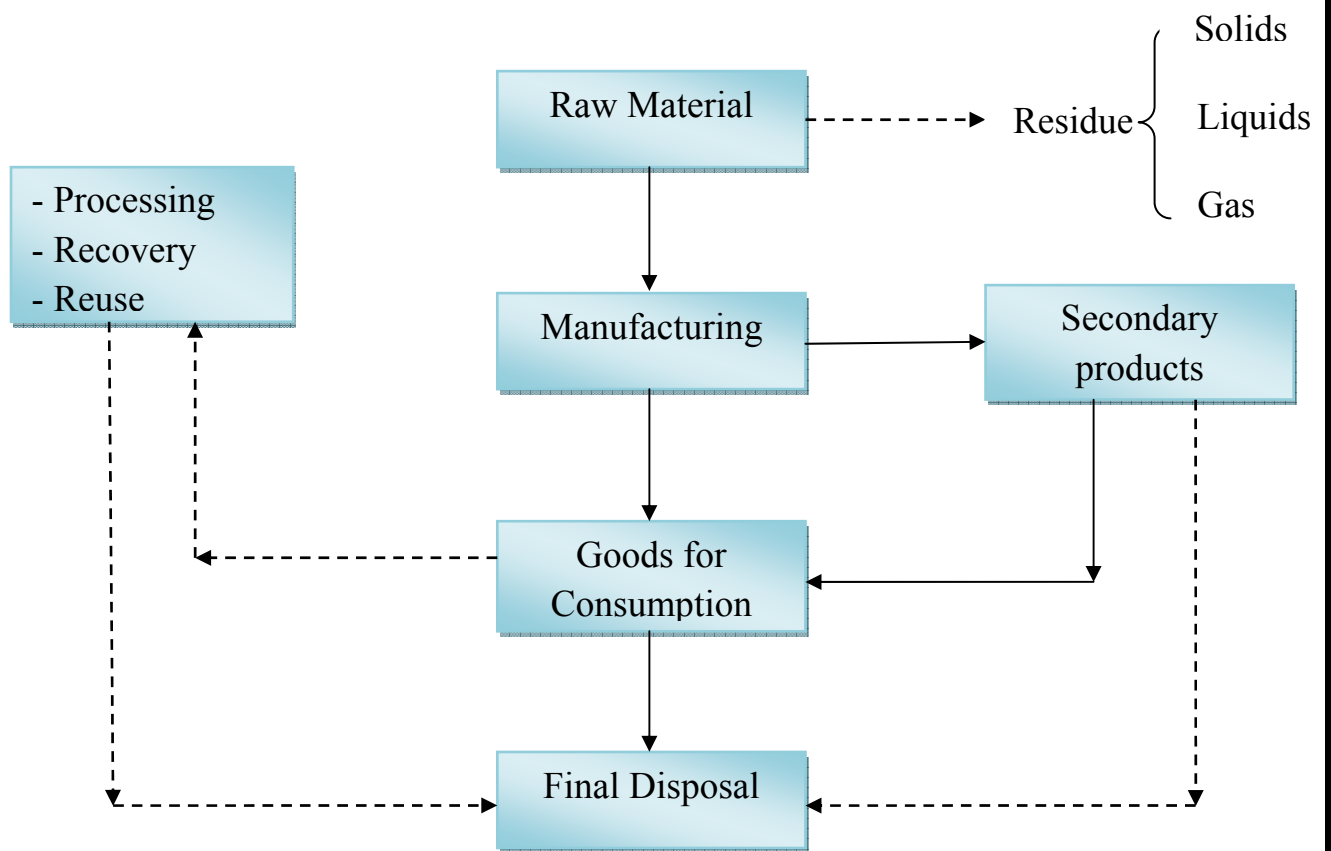 Solids
Raw Material
Residue
Liquids
Gas
- Processing
- Recovery
- Reuse
Manufacturing
Secondary
products
Goods for
Consumption
Final Disposal